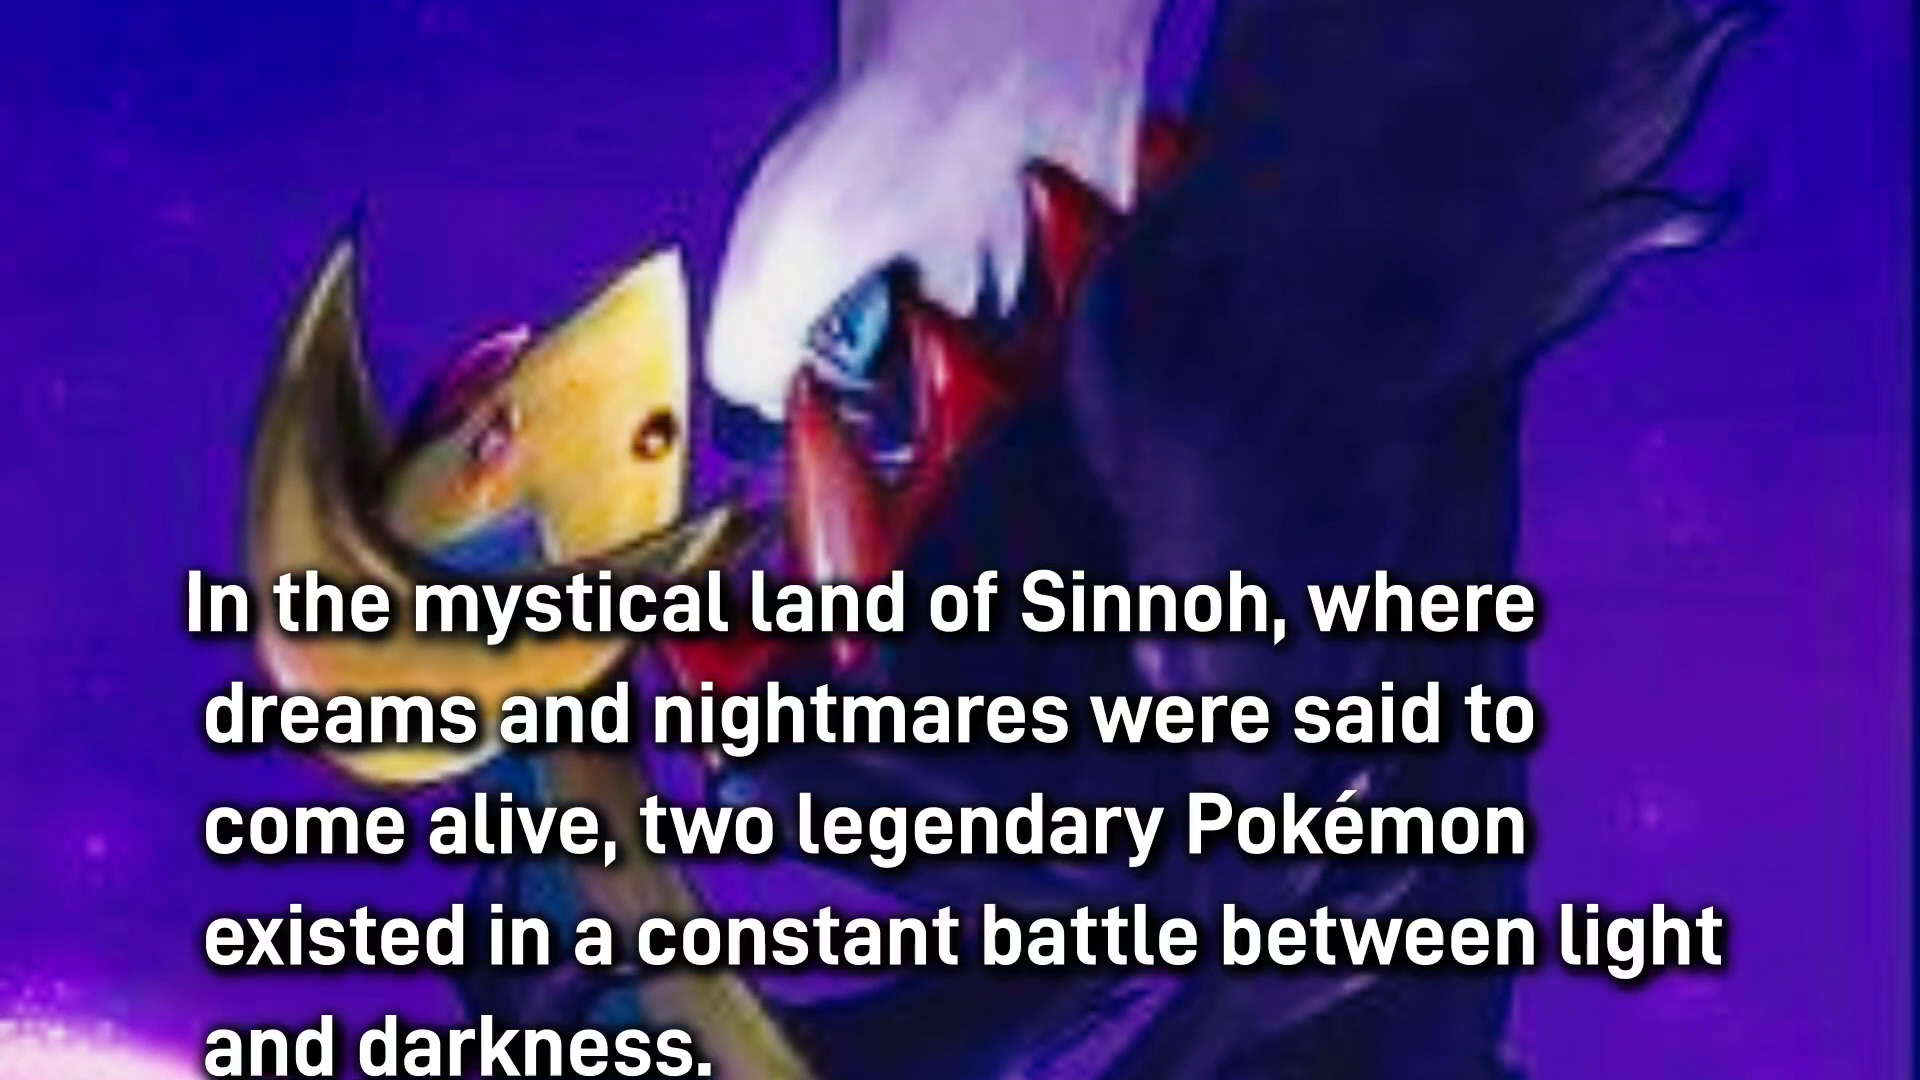 In the mystical land of Sinnoh, where
dreams and nightmares were said to
come alive, two legendary Pokémon
existed in a constant battle between light
and darkness.